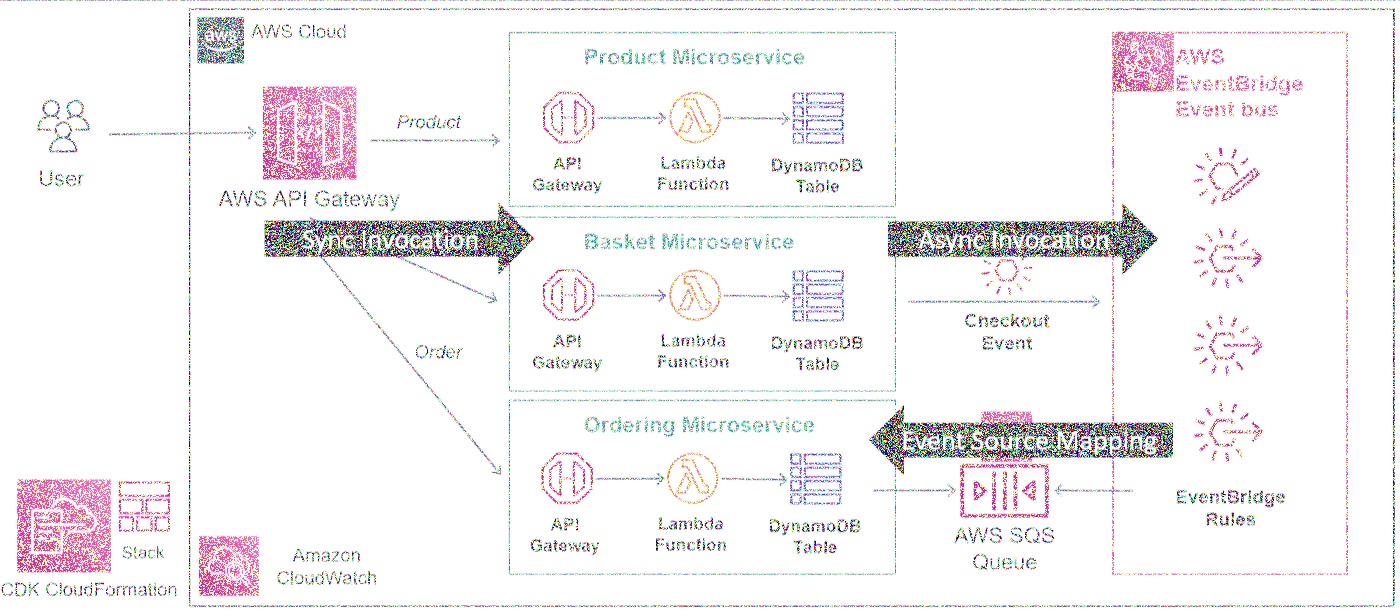 aws
AWS Cloud
User
AWS API Gateway
Product
Order
Sync Invocation
Product Microservice
API
Gateway
Lambda
Function
DynamoDB
Table
Basket Microservice
API
Gateway
Lambda
Function
DynamoDB
Table
Ordering Microservice
API
Gateway
Lambda
Function
DynamoDB
Table
Async Invocation
Checkout
Event
Event Source Mapping
AWS SQS
Queue
AWS
EventBridge
Event bus
EventBridge
Rules
Stack
CDK CloudFormation
Amazon
CloudWatch